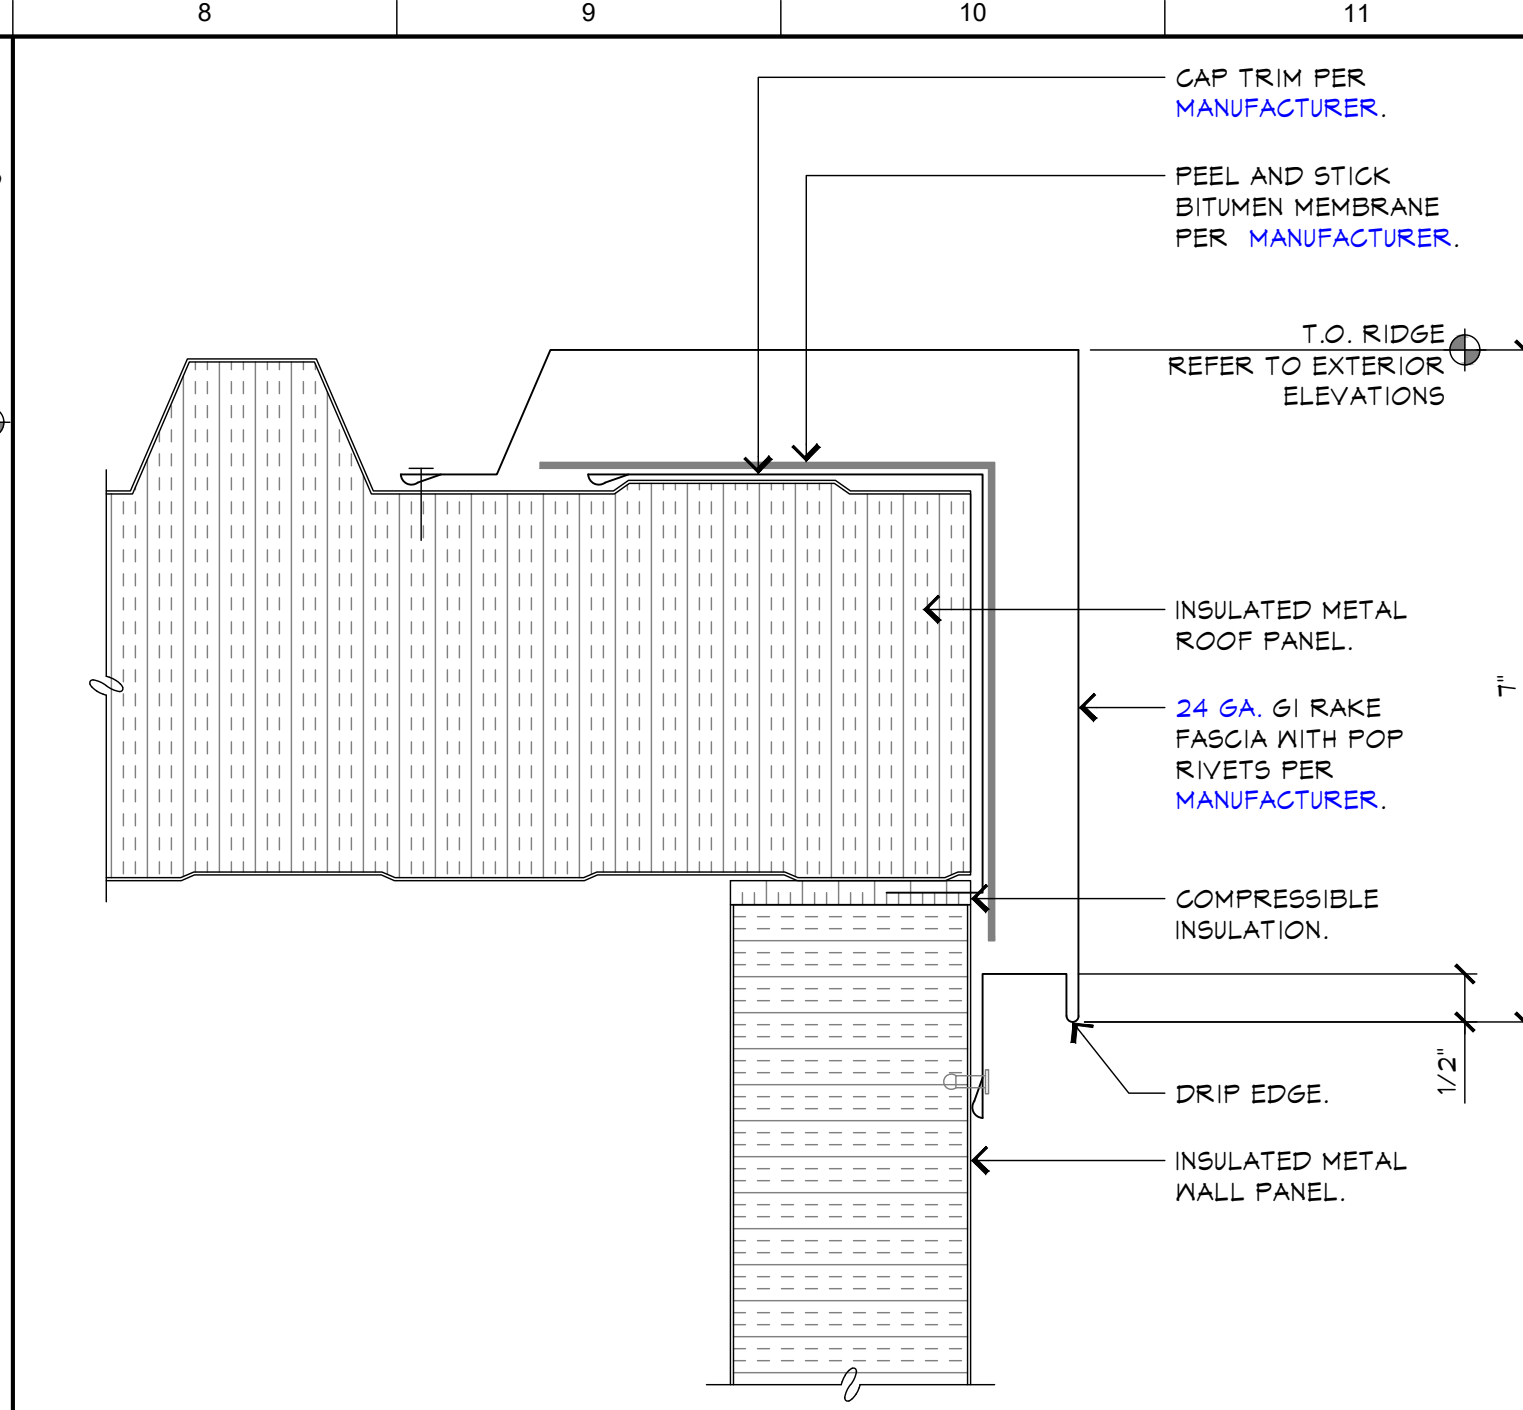 8 9 10 11
CAP TRIM PER
MANUFACTURER.
PEEL AND STICK
BITUMEN MEMBRANE
PER MANUFACTURER.
T.O. RIDGE
REFER TO EXTERIOR
ELEVATIONS
INSULATED METAL
ROOF PANEL.
7"
24 GA. GI RAKE
FASCIA WITH POP
RIVETS PER
MANUFACTURER.
COMPRESSIBLE
INSULATION.
1/2"
DRIP EDGE.
INSULATED METAL
WALL PANEL.